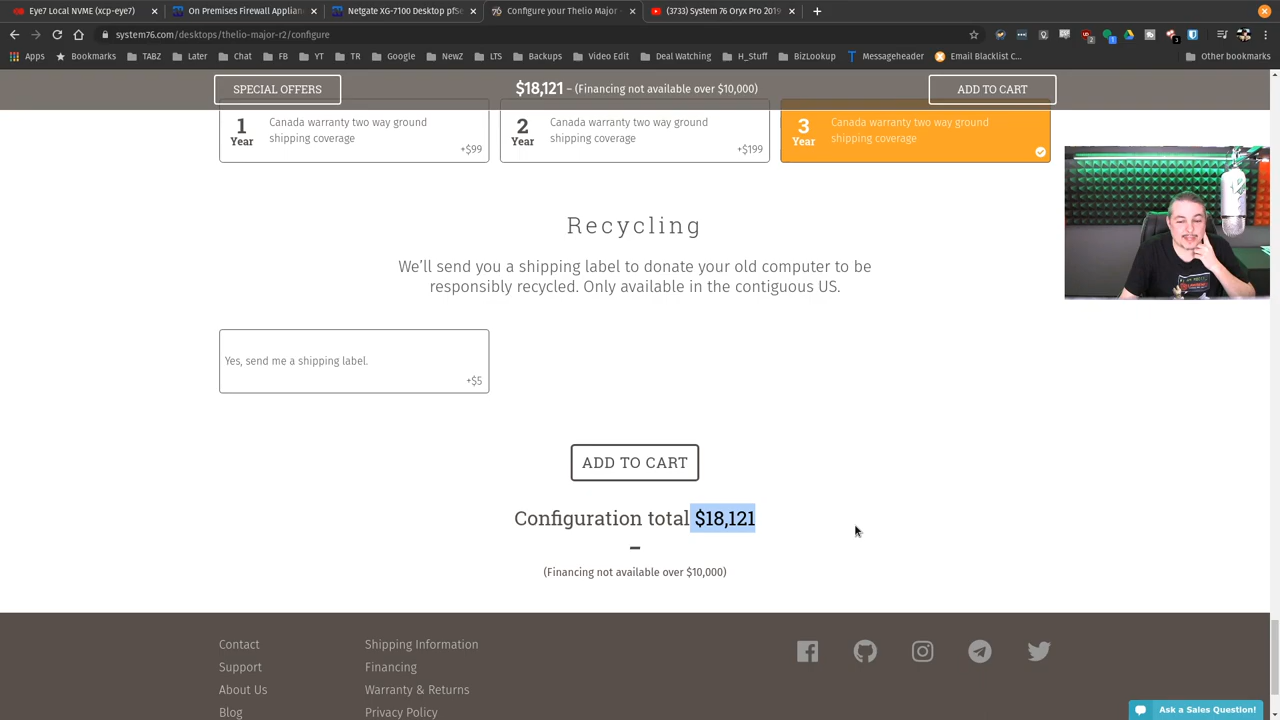 Eye7 Local NVME (xcp-eye7)
On Premises Firewall Applian
Netgate XG-7100 Desktop pfSe
Configure your Thelio Major
(3733) System 76 Oryx Pro 2019
system76.com/desktops/thelio-major-r2/configure
Apps
Bookmarks
TABZ
Later
Chat
FB
YT
TR
Google
NewZ
LTS
Backups
Video Edit
Deal Watching
H_Stuff
BizLookup
Messageheader
Email Blacklist C...
Other bookmarks
SPECIAL OFFERS
$18,121 – (Financing not available over $10,000)
ADD TO CART
1 Year
Canada warranty two way ground
shipping coverage
+$99
2 Year
Canada warranty two way ground
shipping coverage
+$199
3 Year
Canada warranty two way ground
shipping coverage
Recycling
We'll send you a shipping label to donate your old computer to be
responsibly recycled. Only available in the contiguous US.
Yes, send me a shipping label.
+$5
ADD TO CART
Configuration total $18,121
–
(Financing not available over $10,000)
Contact
Support
About Us
Blog
Shipping Information
Financing
Warranty & Returns
Privacy Policy
Ask a Sales Question!